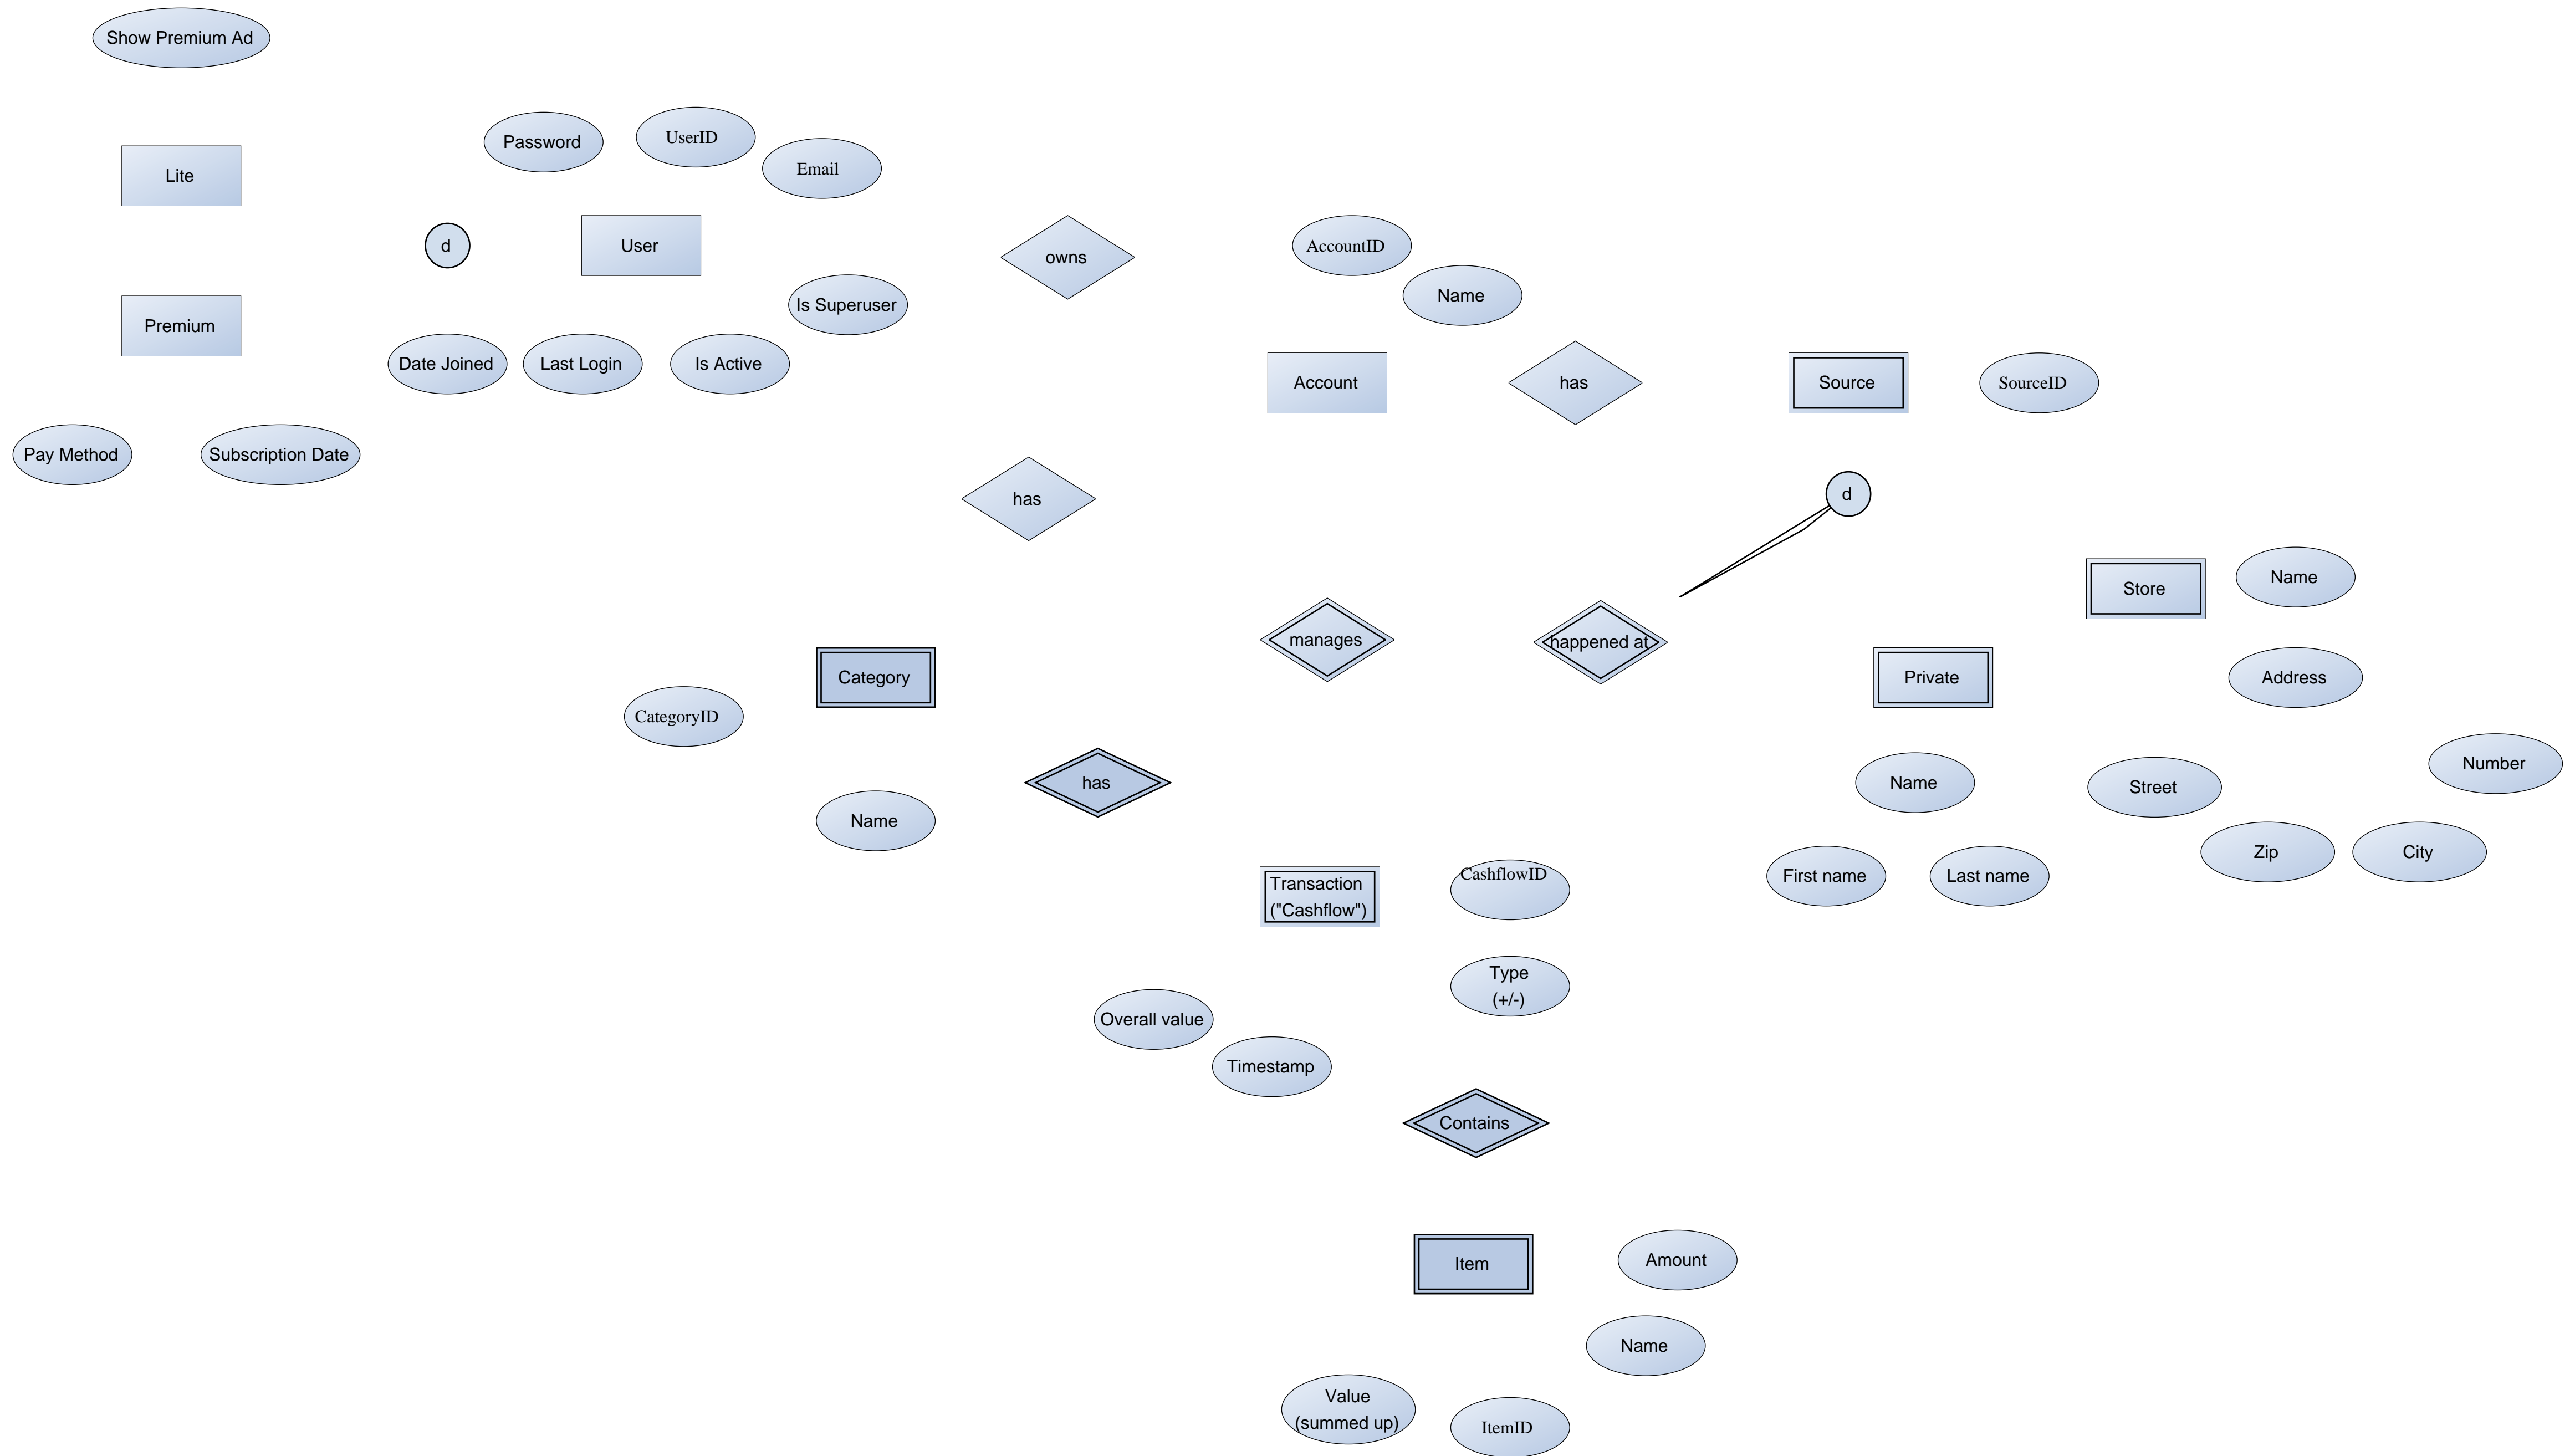 Show Premium Ad
Password
UserID
Email
Lite
d
User
owns
AccountID
Is Superuser
Name
Premium
Date Joined
Last Login
Is Active
Account
has
Source
SourceID
Pay Method
Subscription Date
has
d
Store
Name
manages
happened at
Category
Private
Address
CategoryID
has
Name
Street
Number
Name
Zip
City
Transaction
("Cashflow")
CashflowID
First name
Last name
Type
(+/-)
Overall value
Timestamp
Contains
Item
Amount
Name
Value
(summed up)
ItemID